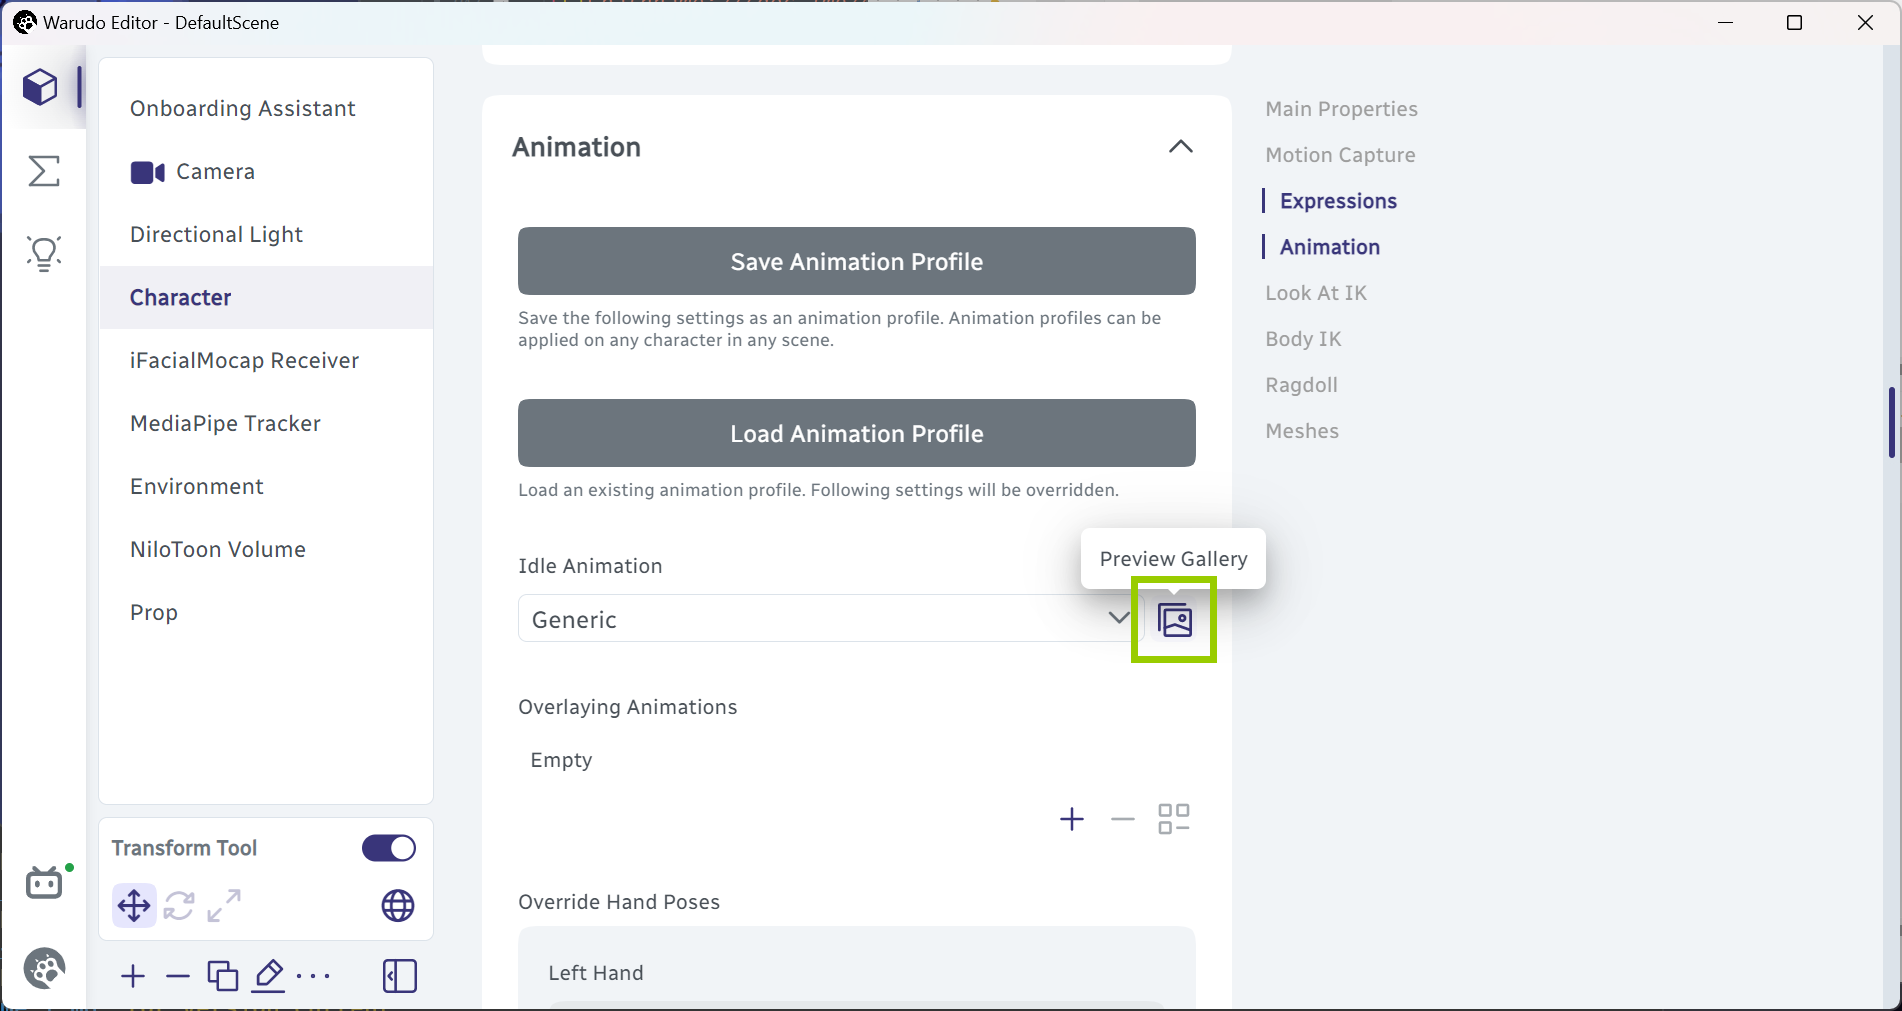 Warudo Editor - DefaultScene
Onboarding Assistant
Camera
Directional Light
Character
iFacialMocap Receiver
MediaPipe Tracker
Environment
NiloToon Volume
Prop
Transform Tool
Animation
Save Animation Profile
Save the following settings as an animation profile. Animation profiles can be
applied on any character in any scene.
Load Animation Profile
Load an existing animation profile. Following settings will be overridden.
Preview Gallery
Idle Animation
Generic
Overlaying Animations
Empty
Override Hand Poses
Left Hand
Main Properties
Motion Capture
Expressions
Animation
Look At IK
Body IK
Ragdoll
Meshes